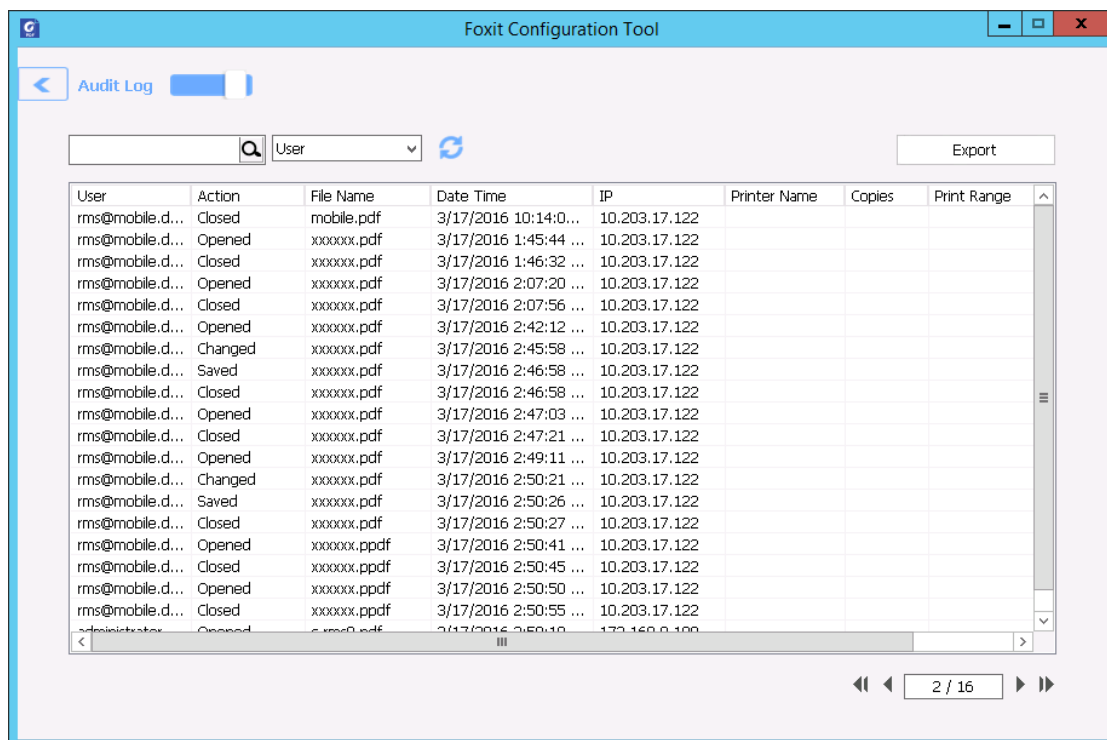 Foxit Configuration Tool
Audit Log
User Export
User Action File Name Date Time IP Printer Name Copies Print Range
rms@mobile.d... Closed mobile.pdf 3/17/2016 10:14:0... 10.203.17.122
rms@mobile.d... Opened xxxxxx.pdf 3/17/2016 1:45:44 ... 10.203.17.122
rms@mobile.d... Closed xxxxxx.pdf 3/17/2016 1:46:32 ... 10.203.17.122
rms@mobile.d... Opened xxxxxx.pdf 3/17/2016 2:07:20 ... 10.203.17.122
rms@mobile.d... Closed xxxxxx.pdf 3/17/2016 2:07:56 ... 10.203.17.122
rms@mobile.d... Opened xxxxxx.pdf 3/17/2016 2:42:12 ... 10.203.17.122
rms@mobile.d... Changed xxxxxx.pdf 3/17/2016 2:45:58 ... 10.203.17.122
rms@mobile.d... Saved xxxxxx.pdf 3/17/2016 2:46:58 ... 10.203.17.122
rms@mobile.d... Closed xxxxxx.pdf 3/17/2016 2:46:58 ... 10.203.17.122
rms@mobile.d... Opened xxxxxx.pdf 3/17/2016 2:47:03 ... 10.203.17.122
rms@mobile.d... Closed xxxxxx.pdf 3/17/2016 2:47:21 ... 10.203.17.122
rms@mobile.d... Opened xxxxxx.pdf 3/17/2016 2:49:11 ... 10.203.17.122
rms@mobile.d... Changed xxxxxx.pdf 3/17/2016 2:50:21 ... 10.203.17.122
rms@mobile.d... Saved xxxxxx.pdf 3/17/2016 2:50:26 ... 10.203.17.122
rms@mobile.d... Closed xxxxxx.pdf 3/17/2016 2:50:27 ... 10.203.17.122
rms@mobile.d... Opened xxxxxx.ppdf 3/17/2016 2:50:41 ... 10.203.17.122
rms@mobile.d... Closed xxxxxx.ppdf 3/17/2016 2:50:45 ... 10.203.17.122
rms@mobile.d... Opened xxxxxx.ppdf 3/17/2016 2:50:50 ... 10.203.17.122
rms@mobile.d... Closed xxxxxx.ppdf 3/17/2016 2:50:55 ... 10.203.17.122
administrator Opened
2 / 16